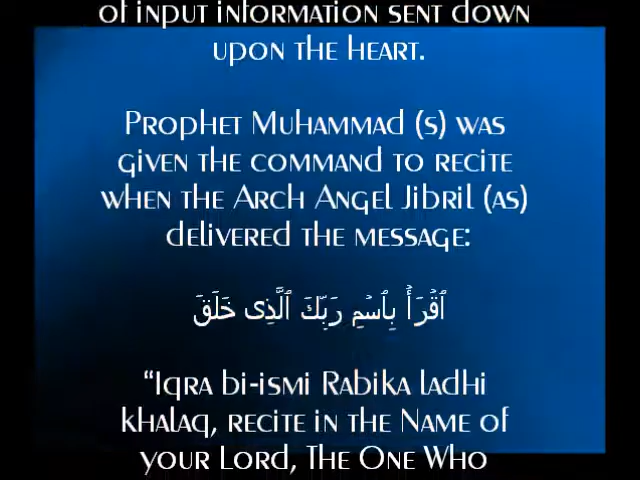 of input information sent down
upon the heart.
Prophet Muhammad (s) was
given the command to recite
when the Arch Angel Jibril (as)
delivered the message:
ٱقۡرَأۡ بِٱسۡمِ رَبِّكَ ٱلَّذِى خَلَقَ
“Iqra bi-ismi Rabika ladhi
khalaq, recite in the Name of
your Lord, The One Who